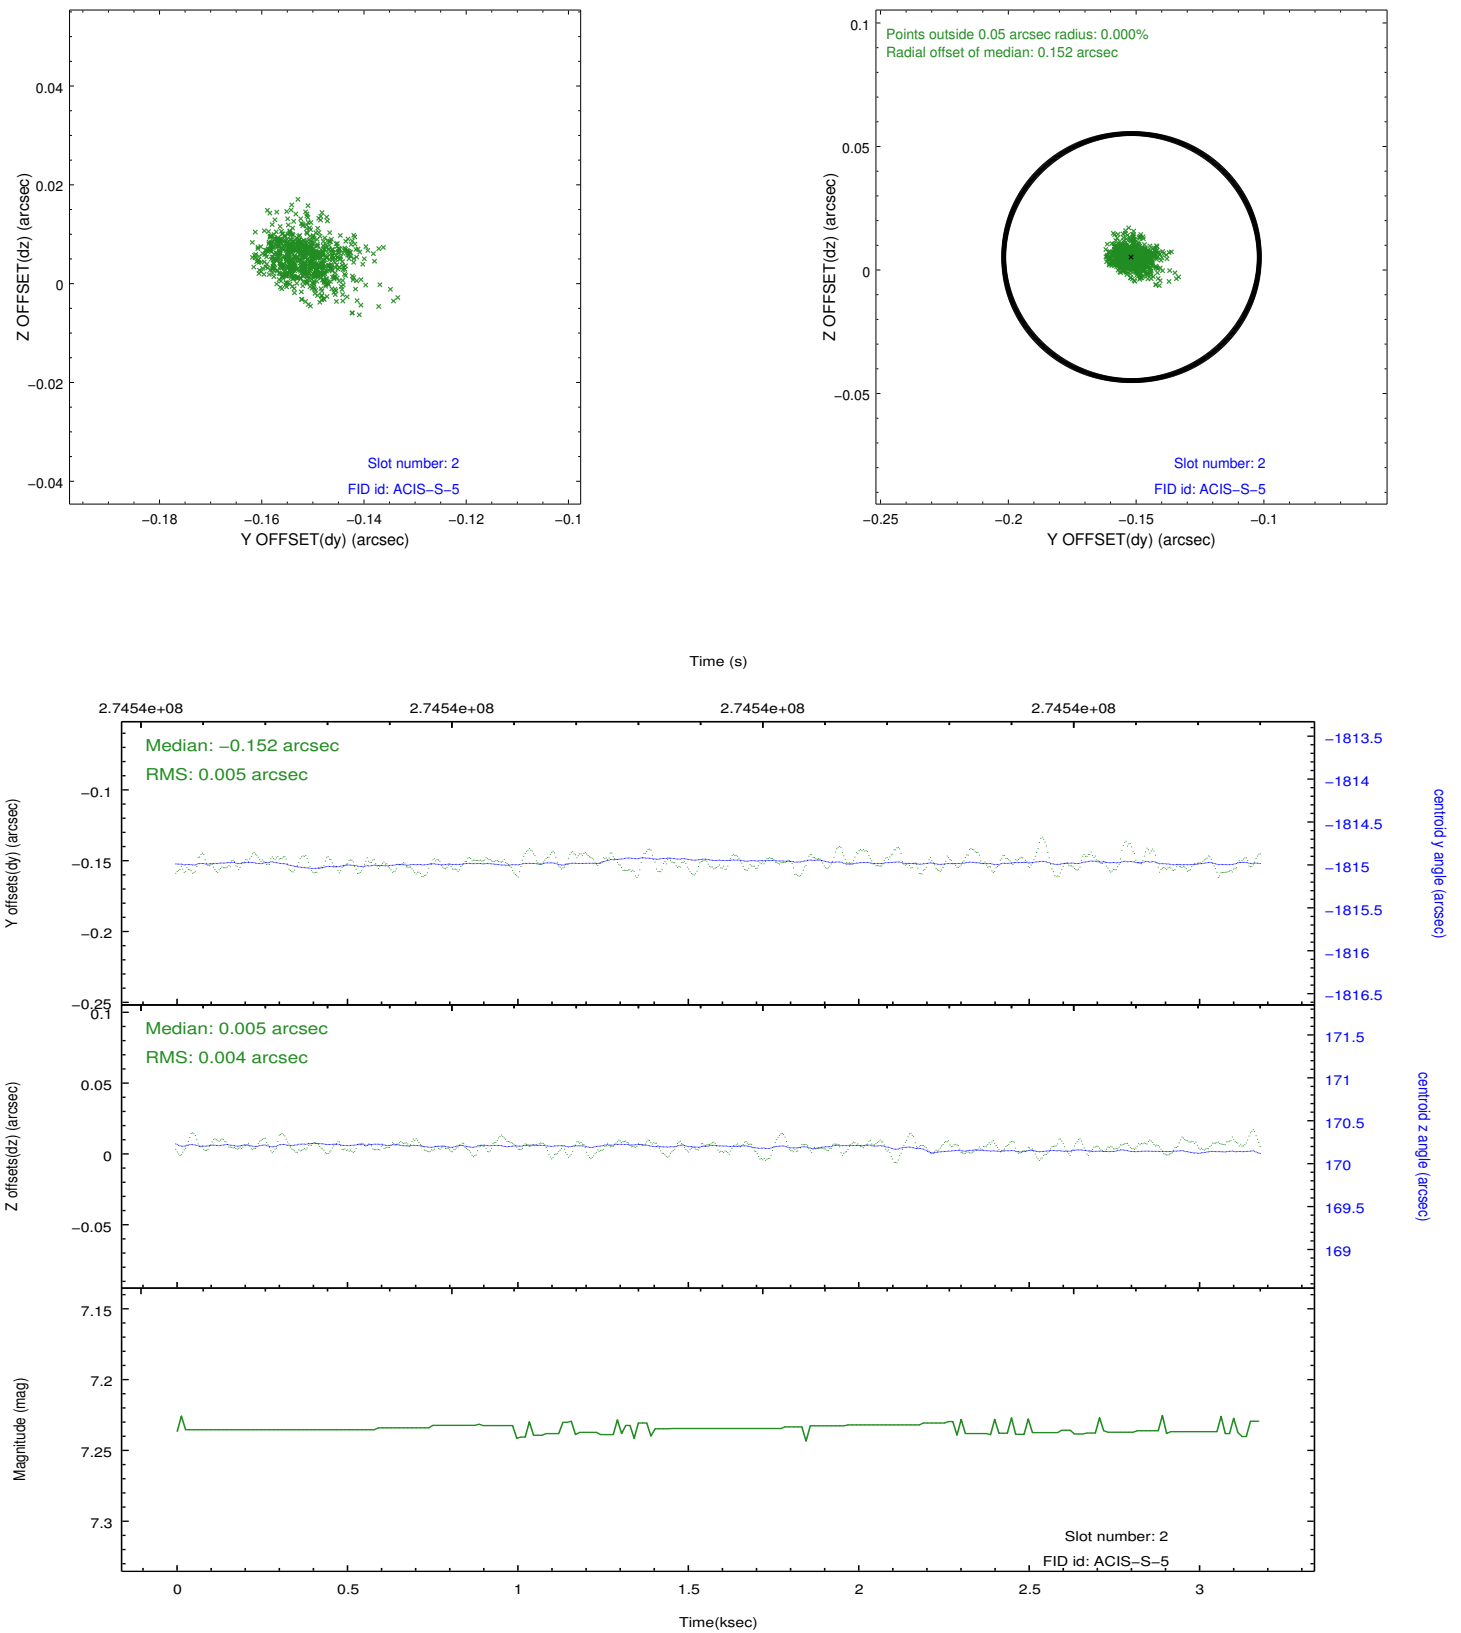 0.04
0.02
0
−0.02
−0.04
Z OFFSET(dz) (arcsec)
Slot number: 2
FID id: ACIS−S−5
−0.18
−0.16
−0.14
−0.12
−0.1
Y OFFSET(dy) (arcsec)
Points outside 0.05 arcsec radius: 0.000%
Radial offset of median: 0.152 arcsec
0.1
0.05
0
−0.05
Z OFFSET(dz) (arcsec)
Slot number: 2
FID id: ACIS−S−5
−0.25
−0.2
−0.15
−0.1
Y OFFSET(dy) (arcsec)
Time (s)
2.7454e+08
2.7454e+08
2.7454e+08
2.7454e+08
Median: −0.152 arcsec
RMS: 0.005 arcsec
−0.1
−0.15
−0.2
−0.25
Y offsets(dy) (arcsec)
−1813.5
−1814
−1814.5
−1815
−1815.5
−1816
−1816.5
centroid y angle (arcsec)
Median: 0.005 arcsec
RMS: 0.004 arcsec
0.1
0.05
0
−0.05
Z offsets(dz) (arcsec)
171.5
171
170.5
170
169.5
169
centroid z angle (arcsec)
7.15
7.2
7.25
7.3
Magnitude (mag)
Slot number: 2
FID id: ACIS−S−5
0
0.5
1
1.5
2
2.5
3
Time(ksec)